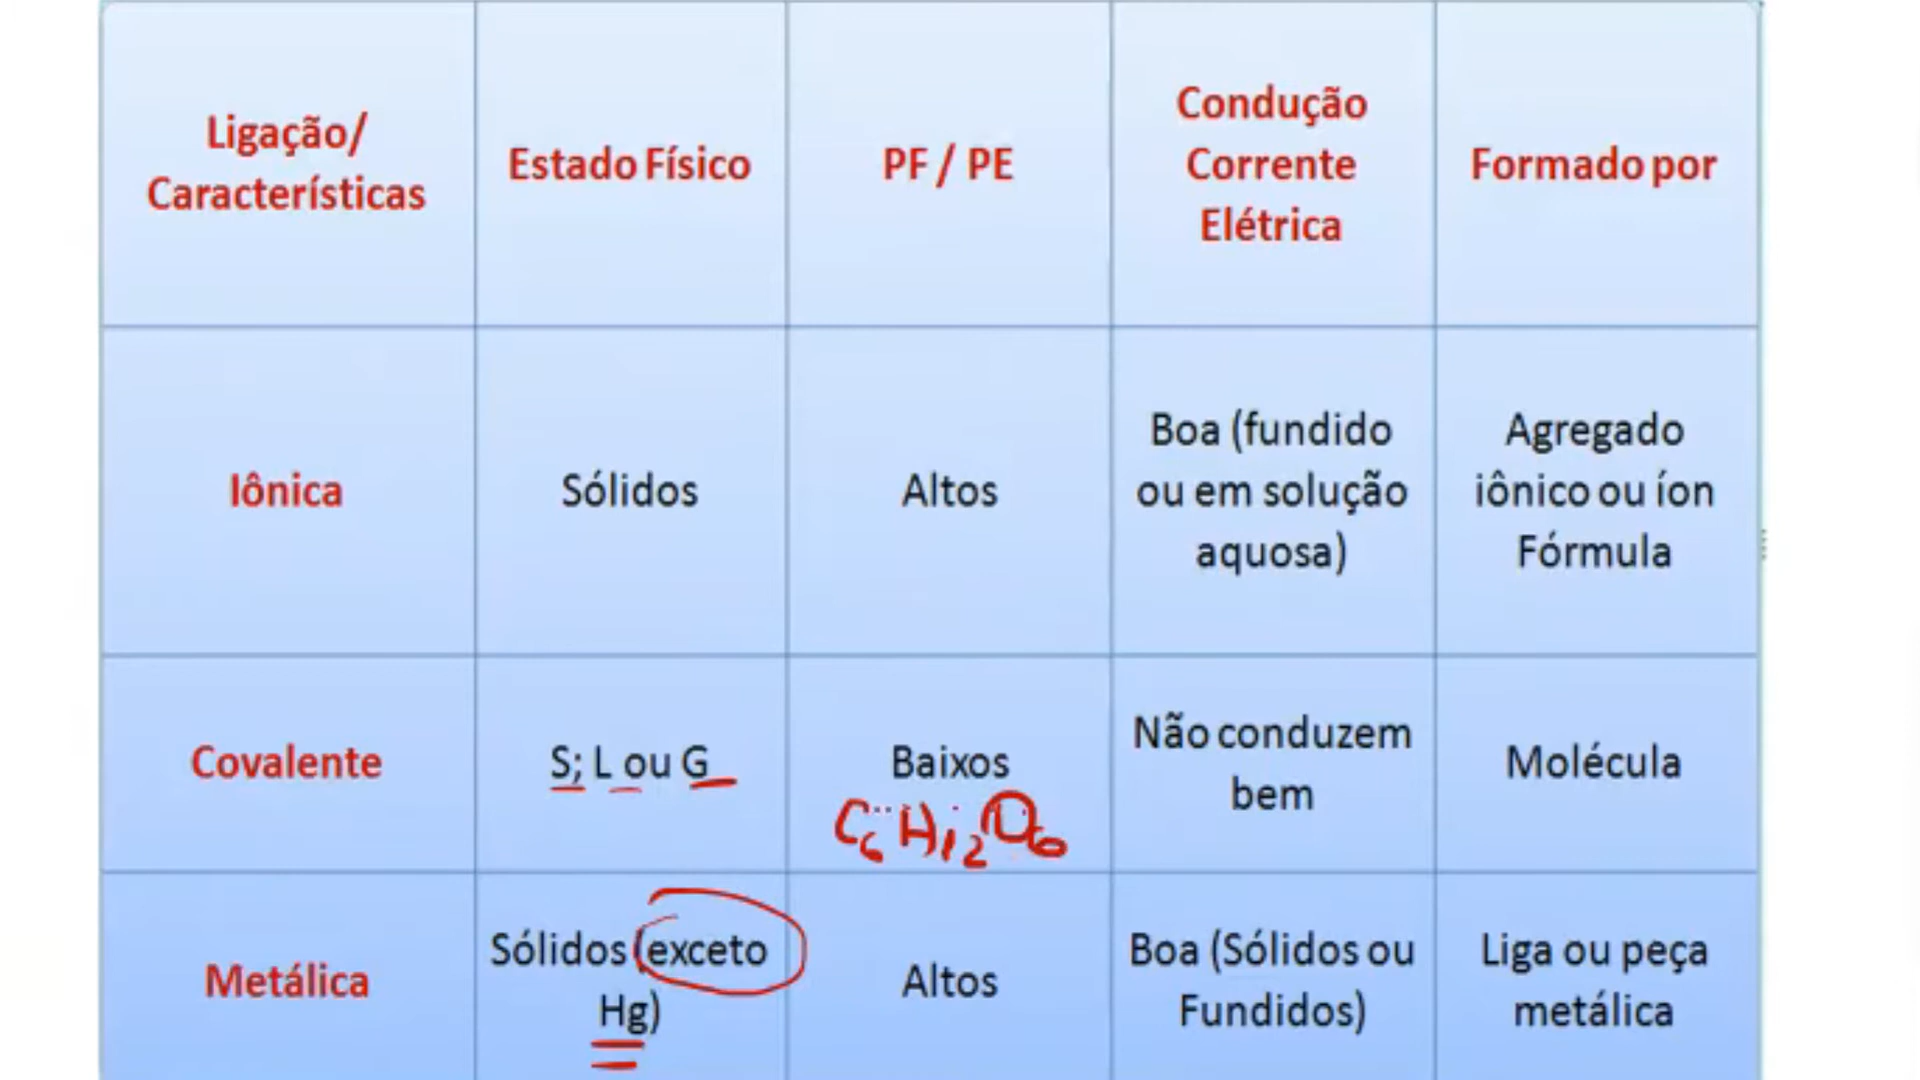 Ligação/
Características
Estado Físico
PF / PE
Condução
Corrente
Elétrica
Formado por
Iônica
Sólidos
Altos
Boa (fundido
ou em solução
aquosa)
Agregado
iônico ou íon
Fórmula
Covalente
S; L ou G
Baixos
C6H12O6
Não conduzem
bem
Molécula
Metálica
Sólidos (exceto
Hg)
Altos
Boa (Sólidos ou
Fundidos)
Liga ou peça
metálica